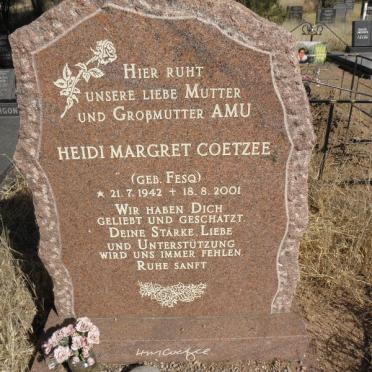 Hier ruht
unsere liebe Mutter
und Großmutter AMU
HEIDI MARGRET COETZEE
(geb. Fesq)
* 21. 7. 1942 + 18. 8. 2001
Wir haben Dich
geliebt und geschätzt.
Deine Stärke, Liebe
und Unterstützung
wird uns immer fehlen.
Ruhe sanft
HMCoetzee